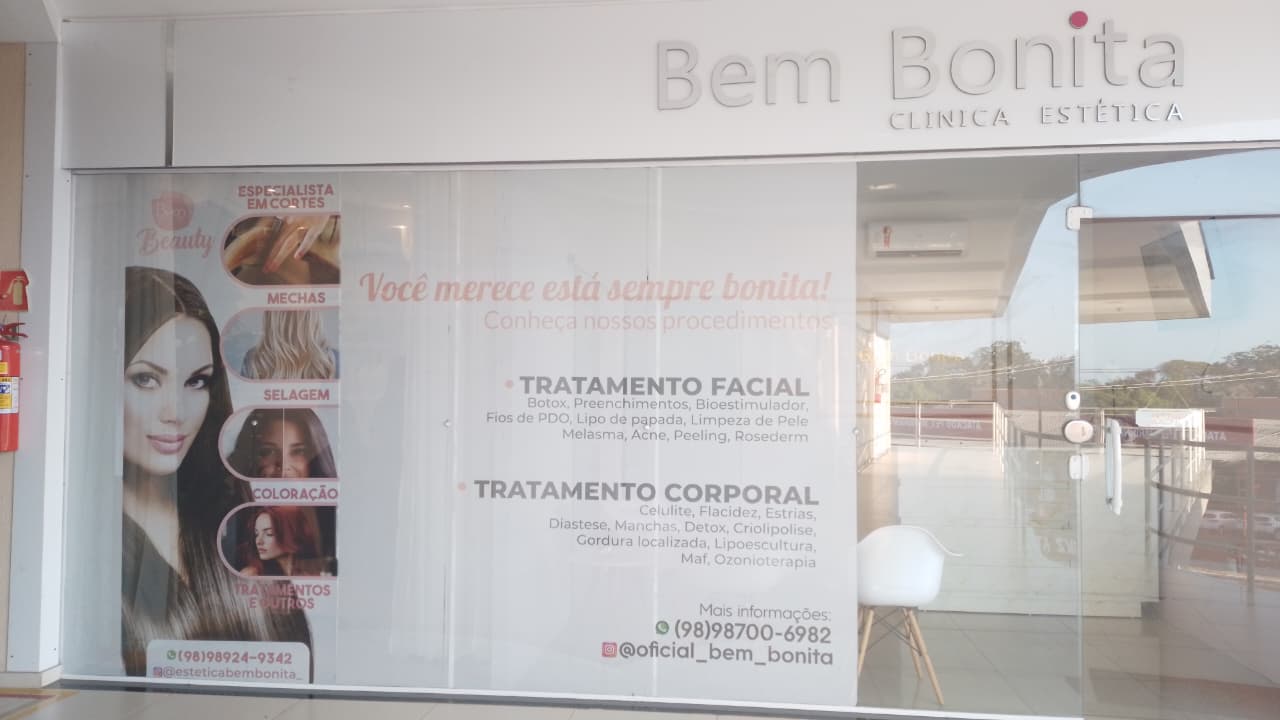 Bem Bonita
CLINICA ESTÉTICA
Beauty
ESPECIALISTA
EM CORTES
MECHAS
SELAGEM
COLORAÇÃO
TRATAMENTOS
E OUTROS
(98)98924-9342
@esteticabembonita_
Você merece está sempre bonita!
Conheça nossos procedimentos
• TRATAMENTO FACIAL
Botox, Preenchimentos, Bioestimulador,
Fios de PDO, Lipo de papada, Limpeza de Pele
Melasma, Acne, Peeling, Rosederm
• TRATAMENTO CORPORAL
Celulite, Flacidez, Estrias,
Diastese, Manchas, Detox, Criolipolise,
Gordura localizada, Lipoescultura,
Maf, Ozonioterapia
Mais informações:
(98)98700-6982
@oficial_bem_bonita